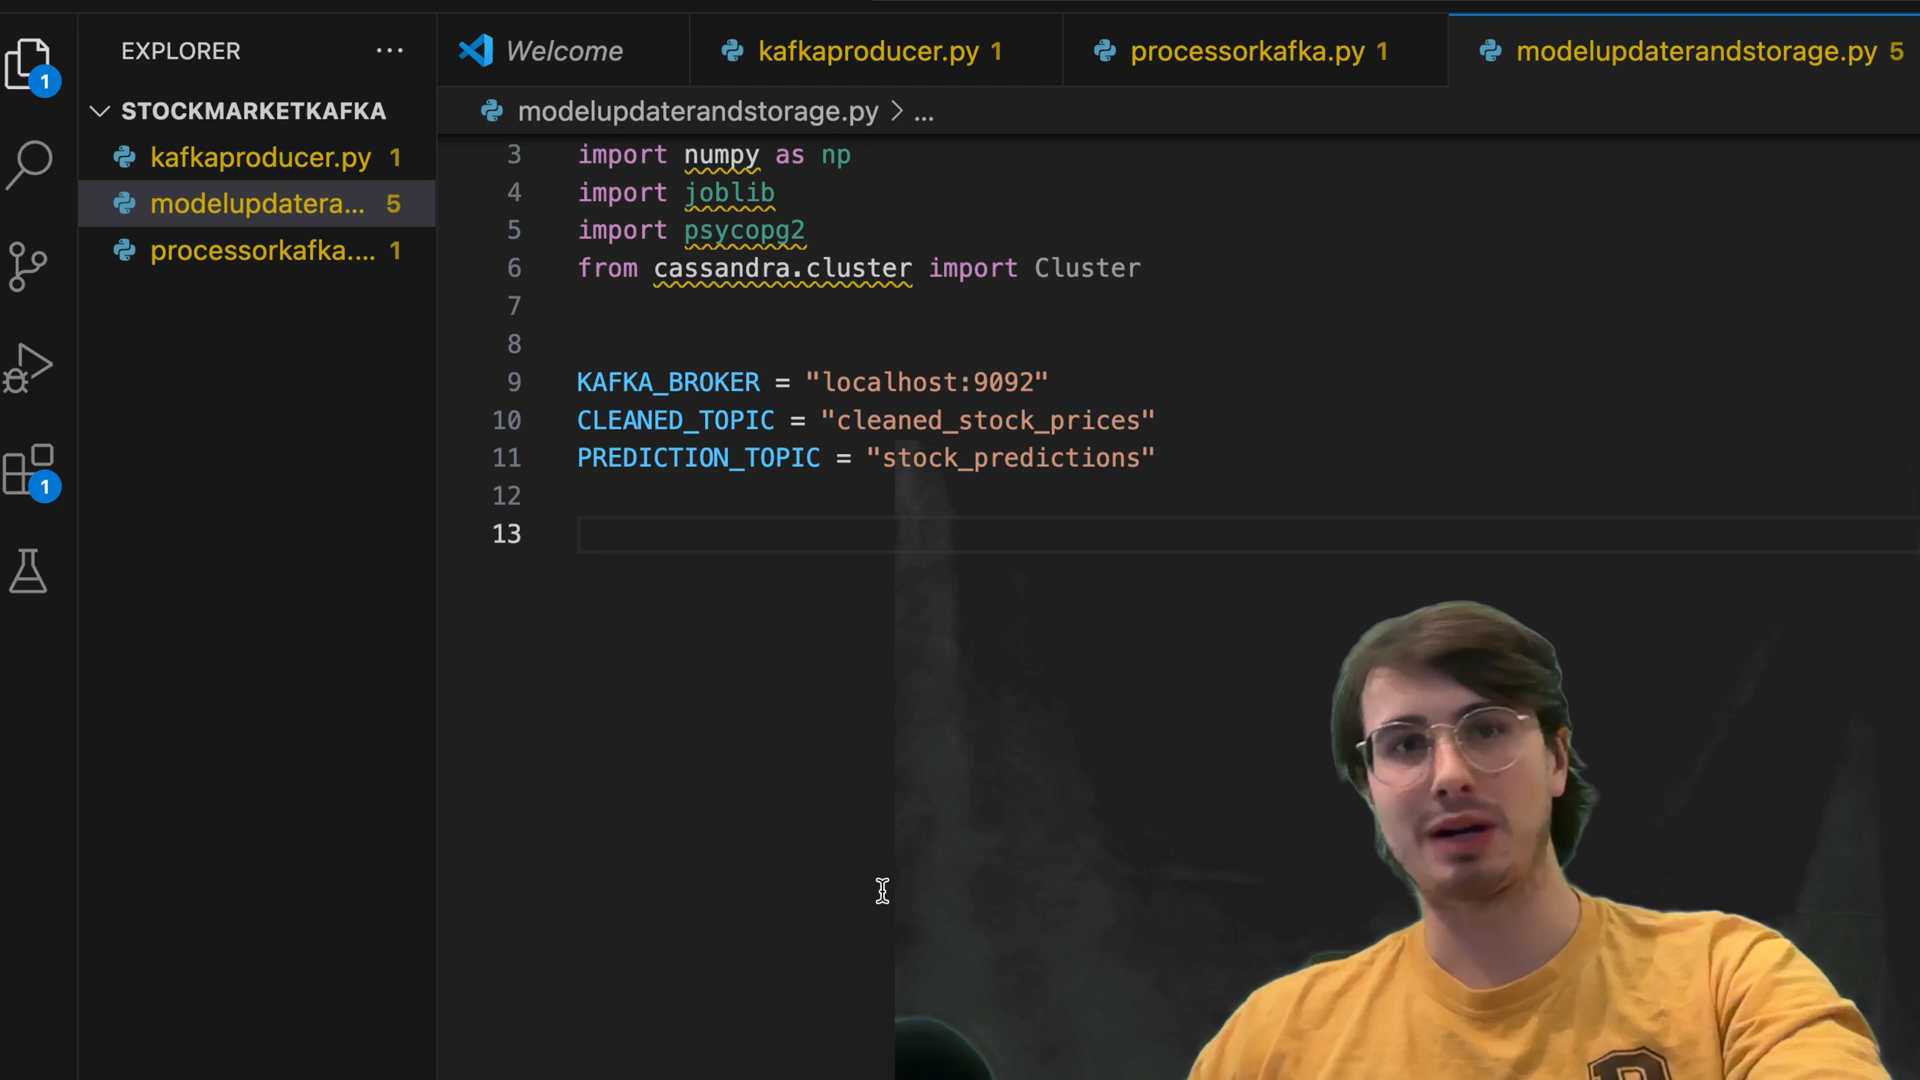 EXPLORER
STOCKMARKETKAFKA
kafkaproducer.py 1
modelupdatera... 5
processorkafka.... 1
1
1
Welcome
kafkaproducer.py 1
processorkafka.py 1
modelupdaterandstorage.py 5
modelupdaterandstorage.py > ...
3 import numpy as np
4 import joblib
5 import psycopg2
6 from cassandra.cluster import Cluster
7
8
9 KAFKA_BROKER = "localhost:9092"
10 CLEANED_TOPIC = "cleaned_stock_prices"
11 PREDICTION_TOPIC = "stock_predictions"
12
13